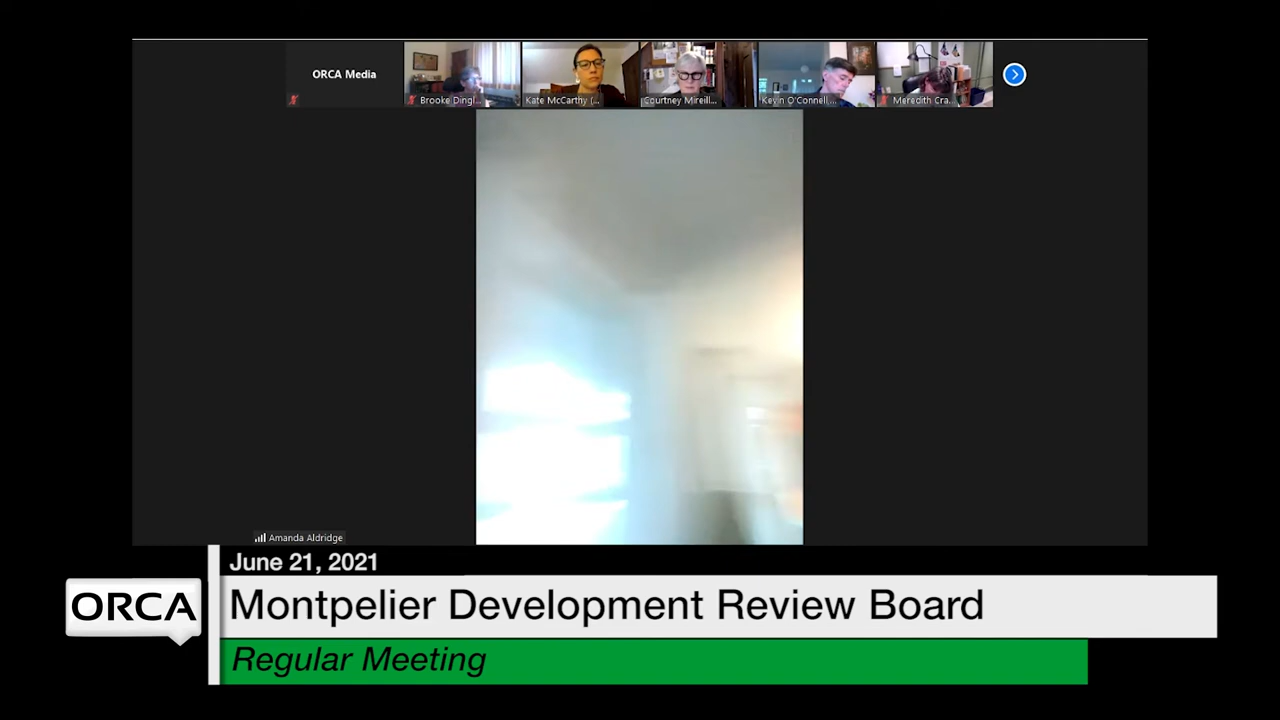 ORCA Media
Brooke Dingl...
Kate McCarthy (...
Courtney Mireill...
Kevin O'Connell ...
Meredith Cra...
Amanda Aldridge
June 21, 2021
ORCA
Montpelier Development Review Board
Regular Meeting